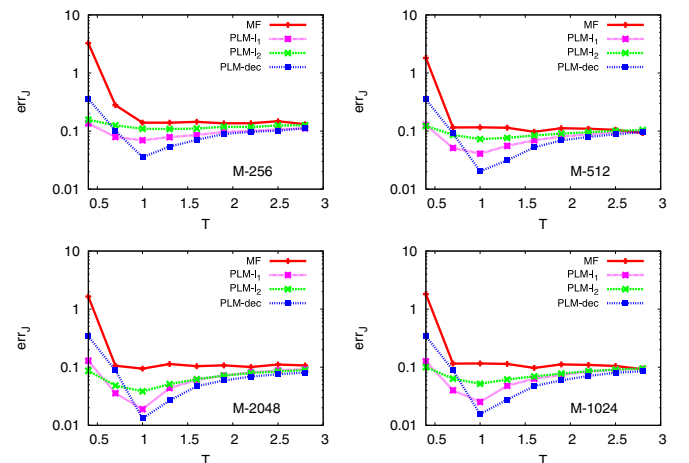 10
1
0.1
0.01
err_J
MF
PLM-l_1
PLM-l_2
PLM-dec
M-256
0.5 1 1.5 2 2.5 3
T
10
1
0.1
0.01
err_J
MF
PLM-l_1
PLM-l_2
PLM-dec
M-512
0.5 1 1.5 2 2.5 3
T
10
1
0.1
0.01
err_J
MF
PLM-l_1
PLM-l_2
PLM-dec
M-2048
0.5 1 1.5 2 2.5 3
T
10
1
0.1
0.01
err_J
MF
PLM-l_1
PLM-l_2
PLM-dec
M-1024
0.5 1 1.5 2 2.5 3
T